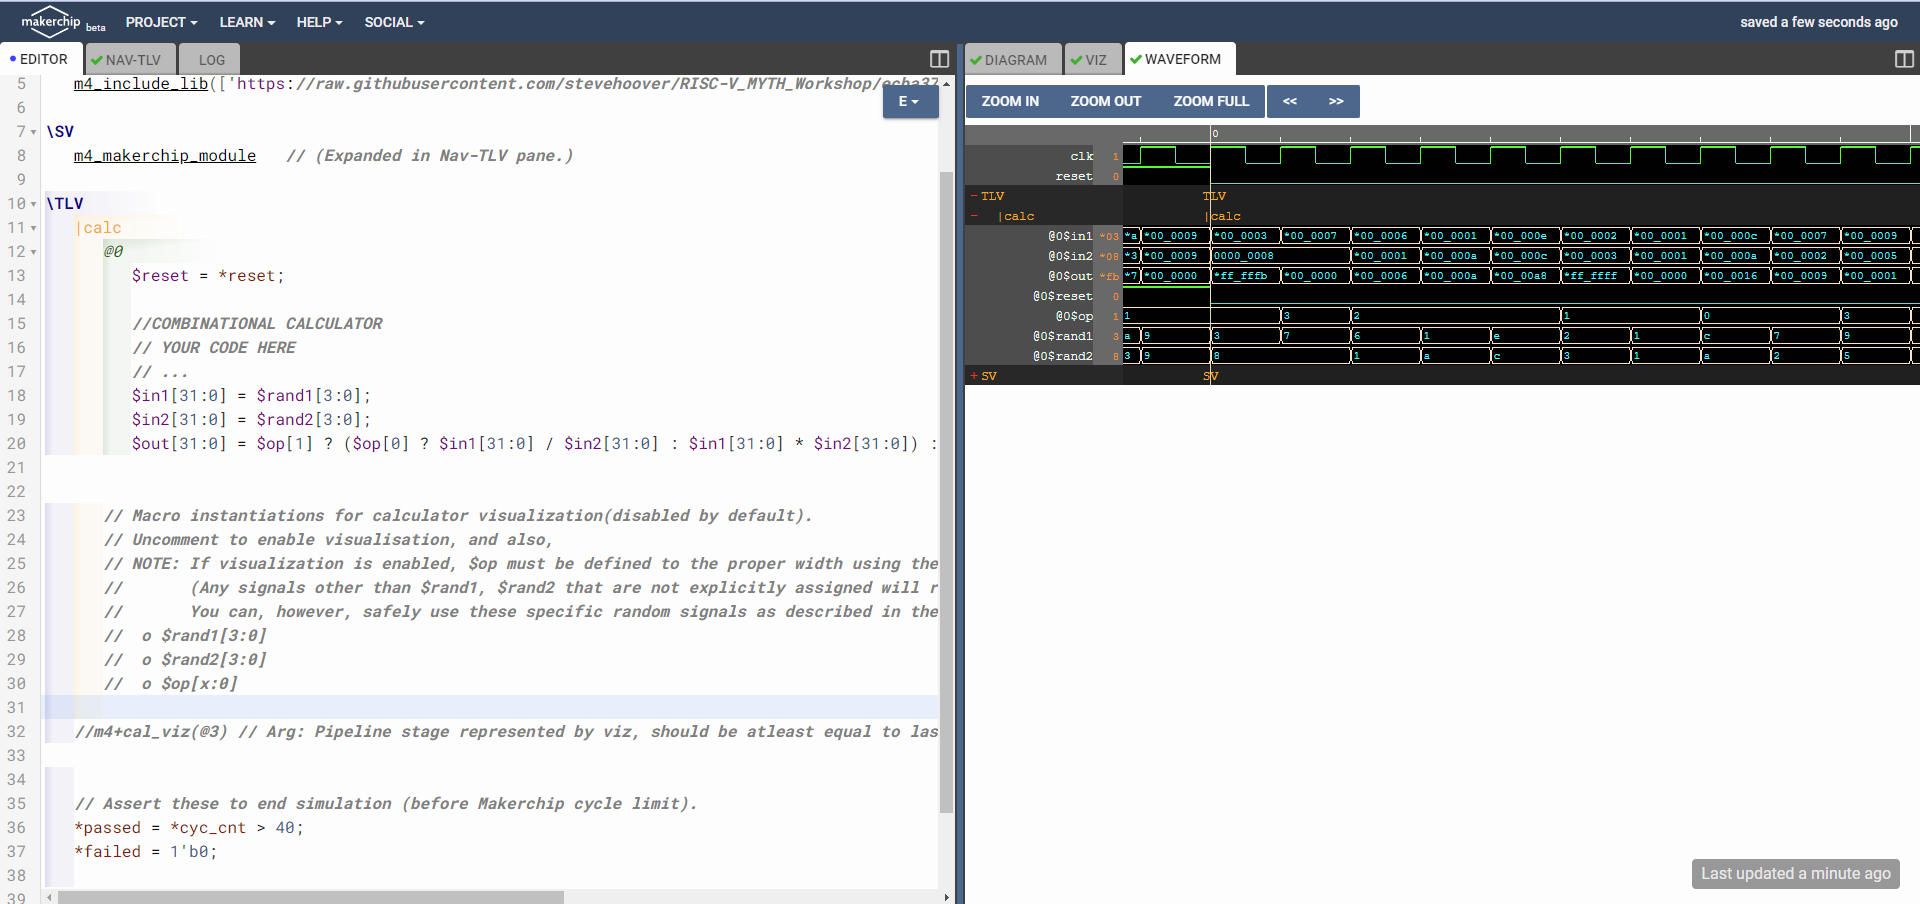 makerchip beta PROJECT LEARN HELP SOCIAL saved a few seconds ago
EDITOR NAV-TLV LOG
5 m4_include_lib(['https://raw.githubusercontent.com/stevehoover/RISC-V_MYTH_Workshop/ecba37
E
6
7 \SV
8 m4_makerchip_module // (Expanded in Nav-TLV pane.)
9
10 \TLV
11 |calc
12 @0
13 $reset = *reset;
14
15 //COMBINATIONAL CALCULATOR
16 // YOUR CODE HERE
17 // ...
18 $in1[31:0] = $rand1[3:0];
19 $in2[31:0] = $rand2[3:0];
20 $out[31:0] = $op[1] ? ($op[0] ? $in1[31:0] / $in2[31:0] : $in1[31:0] * $in2[31:0]) :
21
22
23 // Macro instantiations for calculator visualization(disabled by default).
24 // Uncomment to enable visualisation, and also,
25 // NOTE: If visualization is enabled, $op must be defined to the proper width using the
26 // (Any signals other than $rand1, $rand2 that are not explicitly assigned will r
27 // You can, however, safely use these specific random signals as described in the
28 // o $rand1[3:0]
29 // o $rand2[3:0]
30 // o $op[x:0]
31
32 //m4+cal_viz(@3) // Arg: Pipeline stage represented by viz, should be atleast equal to las
33
34
35 // Assert these to end simulation (before Makerchip cycle limit).
36 *passed = *cyc_cnt > 40;
37 *failed = 1'b0;
38
39
DIAGRAM VIZ WAVEFORM
ZOOM IN ZOOM OUT ZOOM FULL << >>
0
clk 1
reset 0
- TLV TLV
- |calc |calc
@0$in1 *03 *a *00_0009 *00_0003 *00_0007 *00_0006 *00_0001 *00_000e *00_0002 *00_0001 *00_000c *00_0007 *00_0009
@0$in2 *08 *3 *00_0009 0000_0008 *00_0001 *00_000a *00_000c *00_0003 *00_0001 *00_000a *00_0002 *00_0005
@0$out *fb *7 *00_0000 *ff_fffb *00_0000 *00_0006 *00_000a *00_00a8 *ff_ffff *00_0000 *00_0016 *00_0009 *00_0001
@0$reset 0
@0$op 1 1 3 2 1 0 3
@0$rand1 3 a 9 3 7 6 1 e 2 1 c 7 9
@0$rand2 8 3 9 8 1 a c 3 1 a 2 5
+ SV SV
Last updated a minute ago